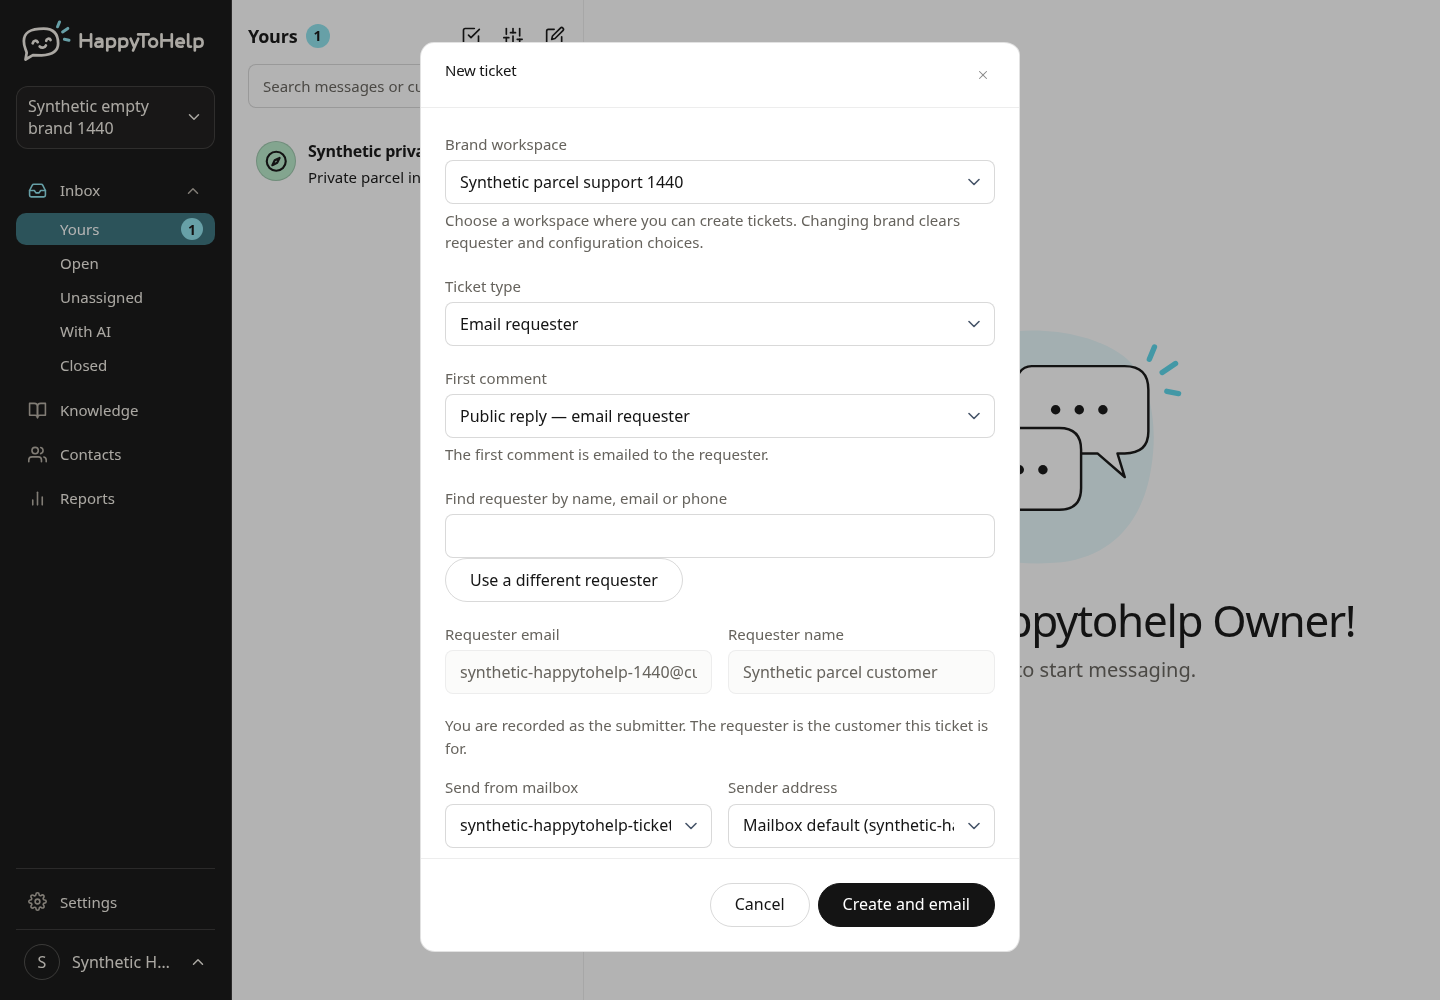 HappyToHelp
Synthetic empty
brand 1440
Inbox
Yours 1
Open
Unassigned
With AI
Closed
Knowledge
Contacts
Reports
Settings
S Synthetic H...
Yours 1
Search messages or
Synthetic
Private parcel
New ticket
Brand workspace
Synthetic parcel support 1440
Choose a workspace where you can create tickets. Changing brand clears
requester and configuration choices.
Ticket type
Email requester
First comment
Public reply — email requester
The first comment is emailed to the requester.
Find requester by name, email or phone
Use a different requester
Requester email
Requester name
synthetic-happytohelp-1440@cu
Synthetic parcel customer
You are recorded as the submitter. The requester is the customer this ticket is
for.
Send from mailbox
Sender address
synthetic-happytohelp-ticket
Mailbox default (synthetic-ha
Cancel
Create and email
Owner!
to start messaging.